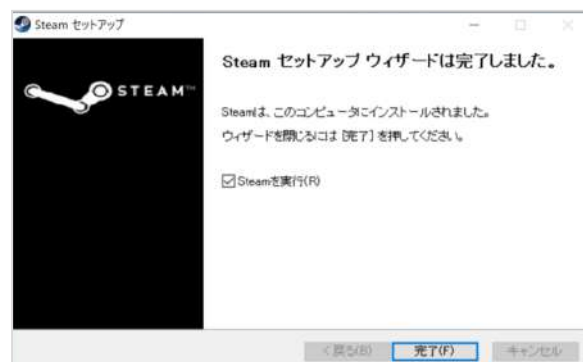 Steam セットアップ
STEAM™
Steam セットアップ ウィザードは完了しました。
Steamは、このコンピュータにインストールされました。
ウィザードを閉じるには [完了] を押してください。
Steamを実行(R)
< 戻る(B)
完了(F)
キャンセル